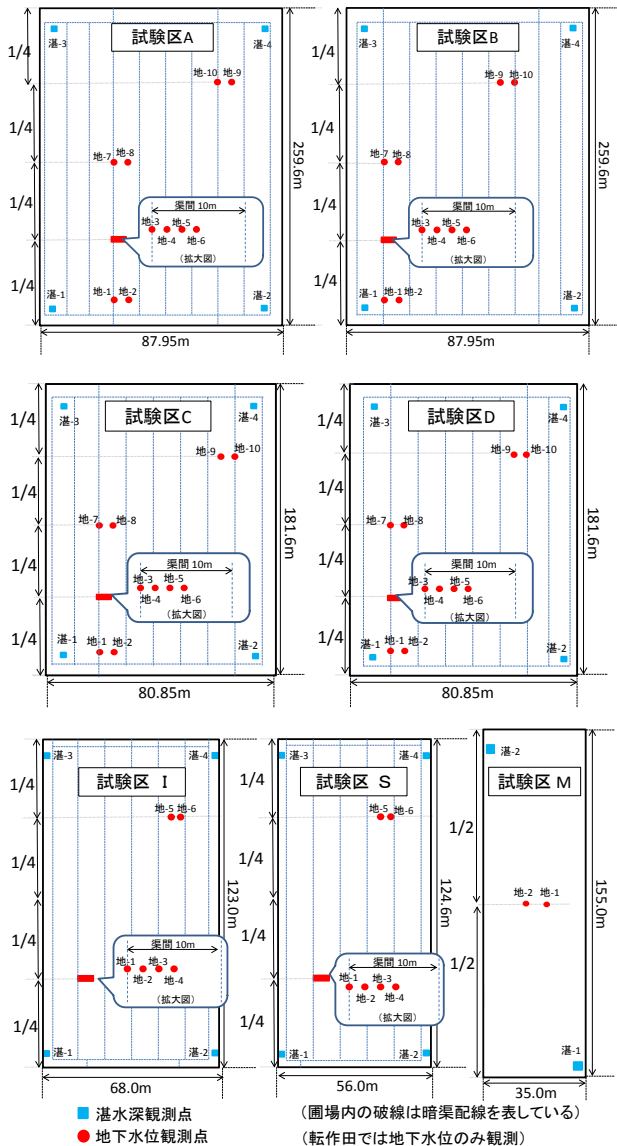 試験区A
湛-3
湛-4
地-10 地-9
地-7 地-8
渠間 10m
地-3 地-5
地-4 地-6
(拡大図)
地-1 地-2
湛-1
湛-2
1/4
1/4
1/4
1/4
259.6m
87.95m
試験区B
湛-3
湛-4
地-9 地-10
地-7 地-8
渠間 10m
地-3 地-5
地-4 地-6
(拡大図)
湛-1 地-1 地-2
湛-2
259.6m
87.95m
試験区C
湛-3
湛-4
地-9 地-10
地-7 地-8
渠間 10m
地-3 地-5
地-4 地-6
(拡大図)
湛-1 地-1 地-2
湛-2
1/4
1/4
1/4
1/4
181.6m
80.85m
試験区D
湛-3
湛-4
地-9 地-10
地-7 地-8
渠間 10m
地-3 地-5
地-4 地-6
(拡大図)
湛-1 地-1 地-2
湛-2
1/4
1/4
1/4
1/4
181.6m
80.85m
試験区 I
湛-3
湛-4
地-5 地-6
渠間 10m
地-1 地-3
地-2 地-4
(拡大図)
湛-1
湛-2
1/4
1/4
1/4
1/4
123.0m
68.0m
試験区 S
湛-3
湛-4
地-5 地-6
渠間 10m
地-1 地-3
地-2 地-4
(拡大図)
湛-1
湛-2
1/4
1/4
1/4
1/4
124.6m
56.0m
試験区 M
湛-2
地-2 地-1
湛-1
1/2
1/2
155.0m
35.0m
湛水深観測点
地下水位観測点
(圃場内の破線は暗渠配線を表している)
(転作田では地下水位のみ観測)